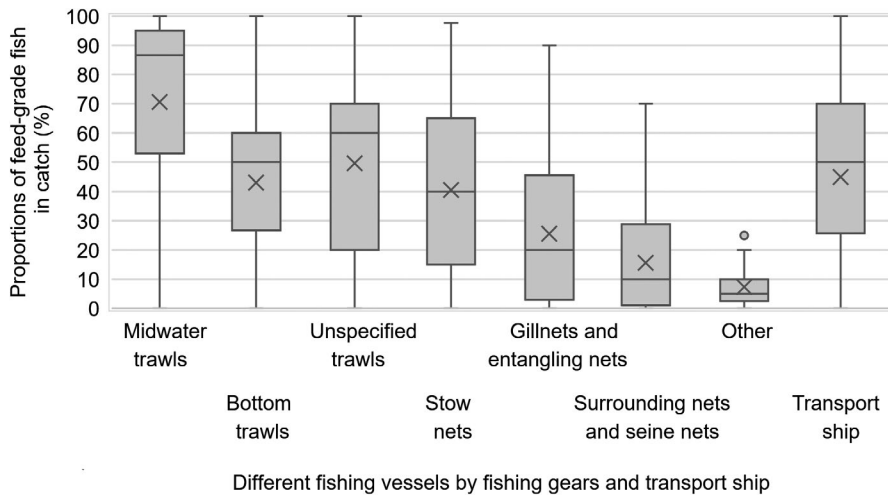 Proportions of feed-grade fish
in catch (%)
100
90
80
70
60
50
40
30
20
10
0
Midwater
trawls
Bottom
trawls
Unspecified
trawls
Stow
nets
Gillnets and
entangling nets
Surrounding nets
and seine nets
Other
Transport
ship
Different fishing vessels by fishing gears and transport ship